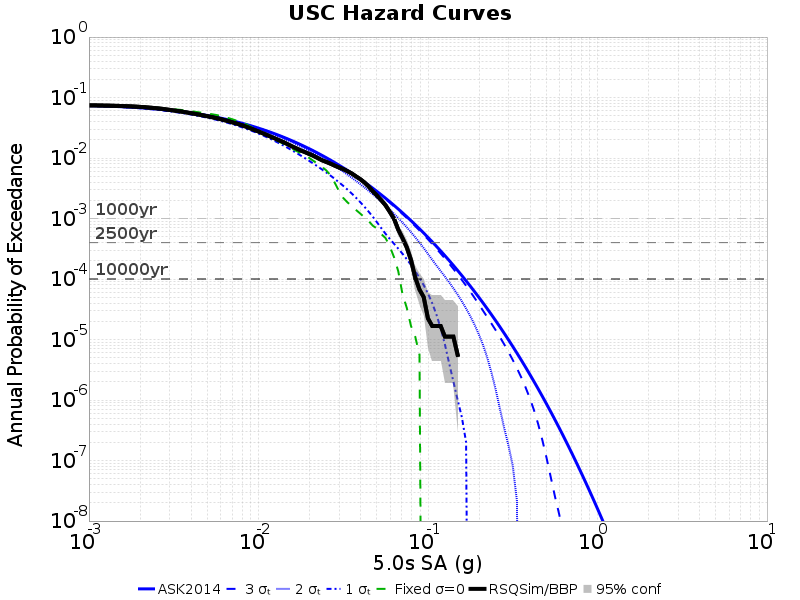 USC Hazard Curves
Annual Probability of Exceedance
10^0
10^-1
10^-2
10^-3
10^-4
10^-5
10^-6
10^-7
10^-8
1000yr
2500yr
10000yr
10^-3 10^-2 10^-1 10^0 10^1
5.0s SA (g)
ASK2014 3 σₜ 2 σₜ 1 σₜ Fixed σ=0 RSQSim/BBP 95% conf